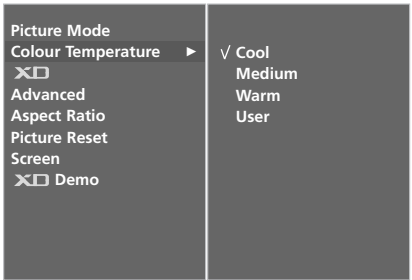 Picture Mode
Colour Temperature ►
XD
Advanced
Aspect Ratio
Picture Reset
Screen
XD Demo
√ Cool
Medium
Warm
User